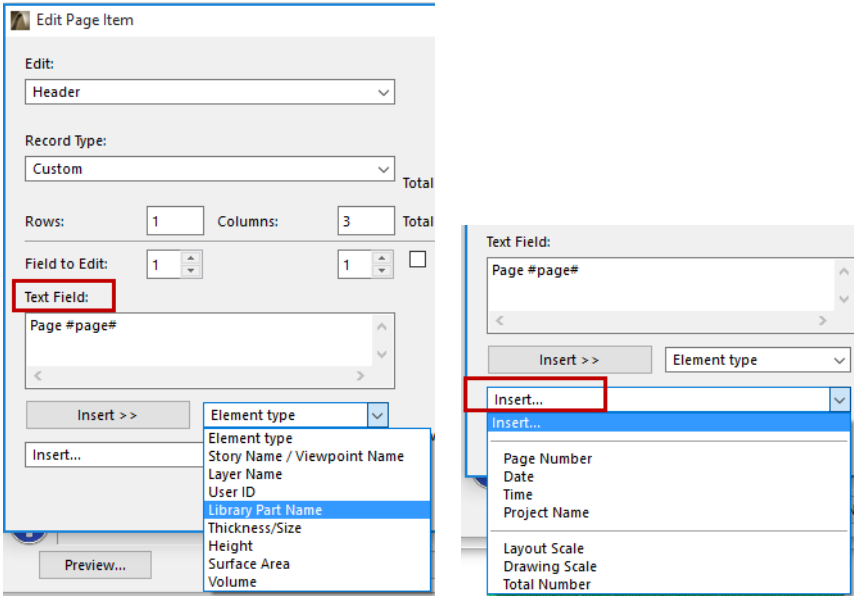 Edit Page Item
Edit:
Header
Record Type:
Custom
Total
Rows: 1 Columns: 3 Total
Field to Edit: 1 1
Text Field:
Page #page#
Insert >> Element type
Element type
Story Name / Viewpoint Name
Layer Name
User ID
Library Part Name
Thickness/Size
Height
Surface Area
Volume
Insert...
Preview...
Text Field:
Page #page#
Insert >> Element type
Insert...
Insert...
Page Number
Date
Time
Project Name
Layout Scale
Drawing Scale
Total Number